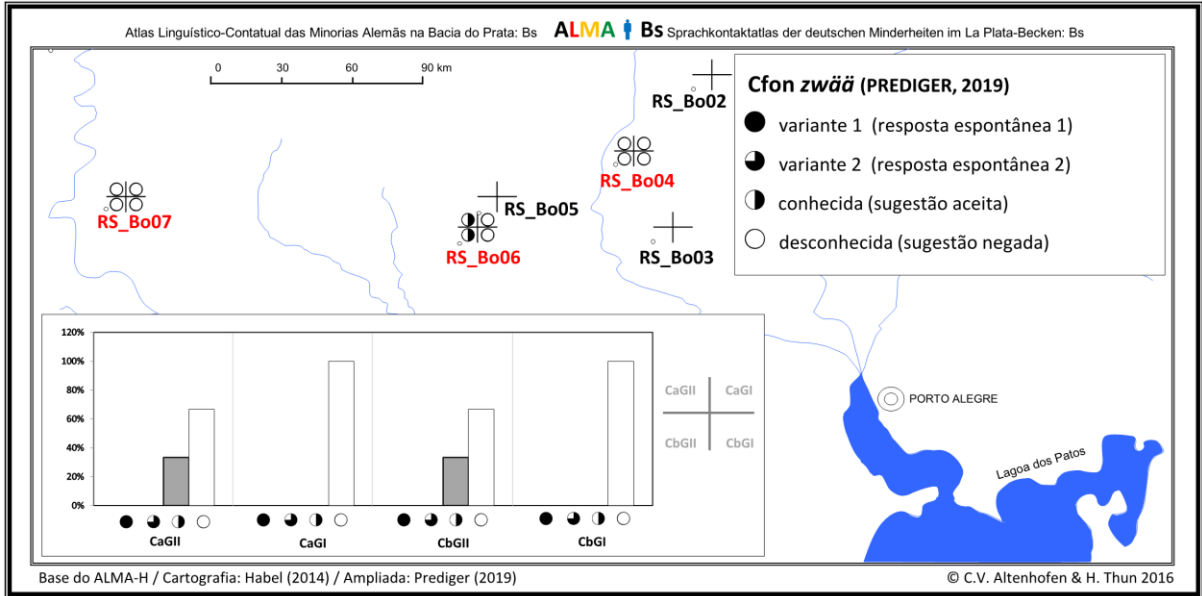 Atlas Linguístico-Contatual das Minorias Alemãs na Bacia do Prata: Bs ALMA Bs Sprachkontaktatlas der deutschen Minderheiten im La Plata-Becken: Bs
0 30 60 90 km
RS_Bo02
RS_Bo04
RS_Bo07
RS_Bo05
RS_Bo06
RS_Bo03
Cfon zwää (PREDIGER, 2019)
variante 1 (resposta espontânea 1)
variante 2 (resposta espontânea 2)
conhecida (sugestão aceita)
desconhecida (sugestão negada)
120%
100%
80%
60%
40%
20%
0%
CaGII CaGI CbGII CbGI
CaGII CaGI
CbGII CbGI
PORTO ALEGRE
Lagoa dos Patos
Base do ALMA-H / Cartografia: Habel (2014) / Ampliada: Prediger (2019) © C.V. Altenhofen & H. Thun 2016